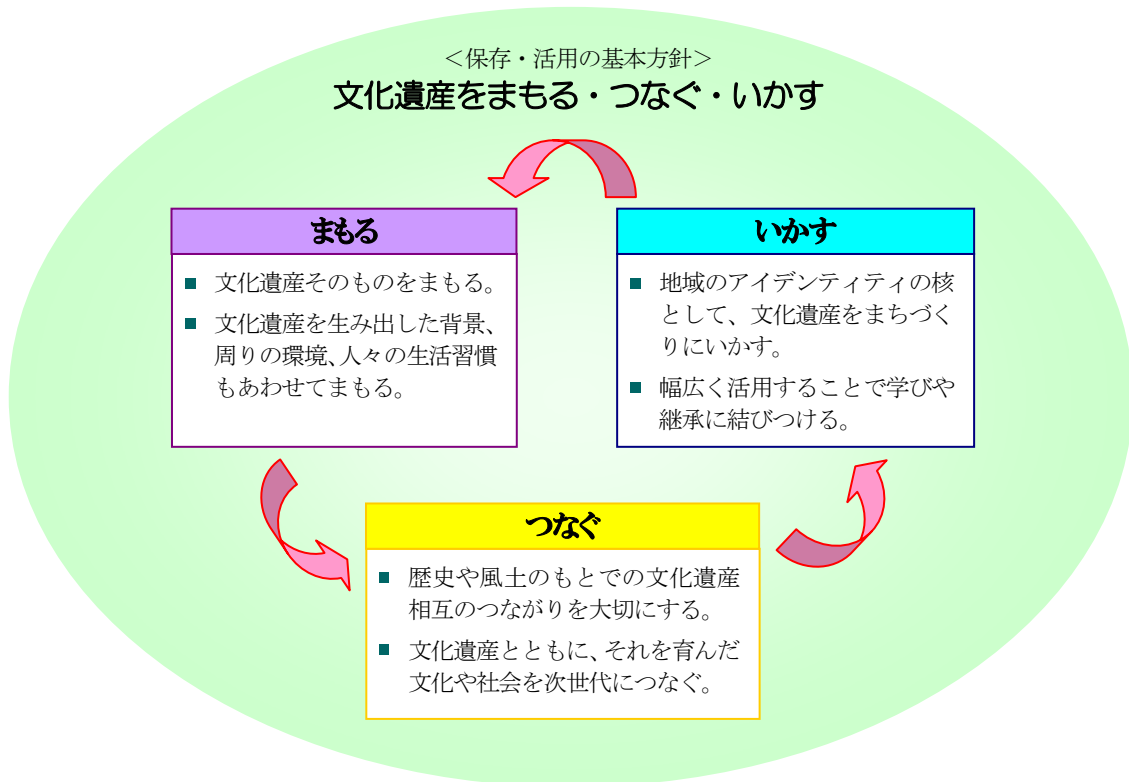 ＜保存・活用の基本方針＞
文化遺産をまもる・つなぐ・いかす
まもる
■ 文化遺産そのものをまもる。
■ 文化遺産を生み出した背景、
周りの環境、人々の生活習慣
もあわせてまもる。
いかす
■ 地域のアイデンティティの核
として、文化遺産をまちづく
りにいかす。
■ 幅広く活用することで学びや
継承に結びつける。
つなぐ
■ 歴史や風土のもとでの文化遺産
相互のつながりを大切にする。
■ 文化遺産とともに、それを育んだ
文化や社会を次世代につなぐ。